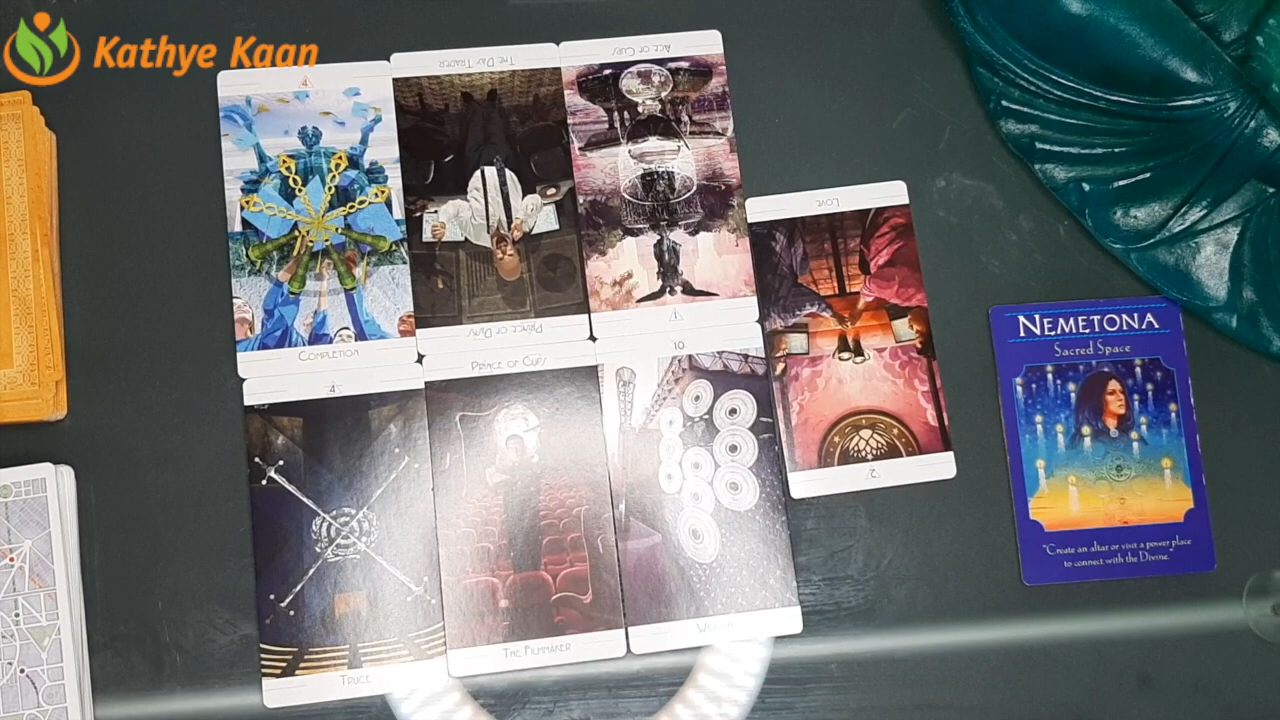 Kathye Kaan
4
COMPLETION
THE DAY TRADER
PRINCE OF DISKS
ACE OF CUPS
1
LOVE
2
4
TRUCE
PRINCE OF CUPS
THE FILMMAKER
10
NEMETONA
Sacred Space
"Create an altar or visit a power place
to connect with the Divine."